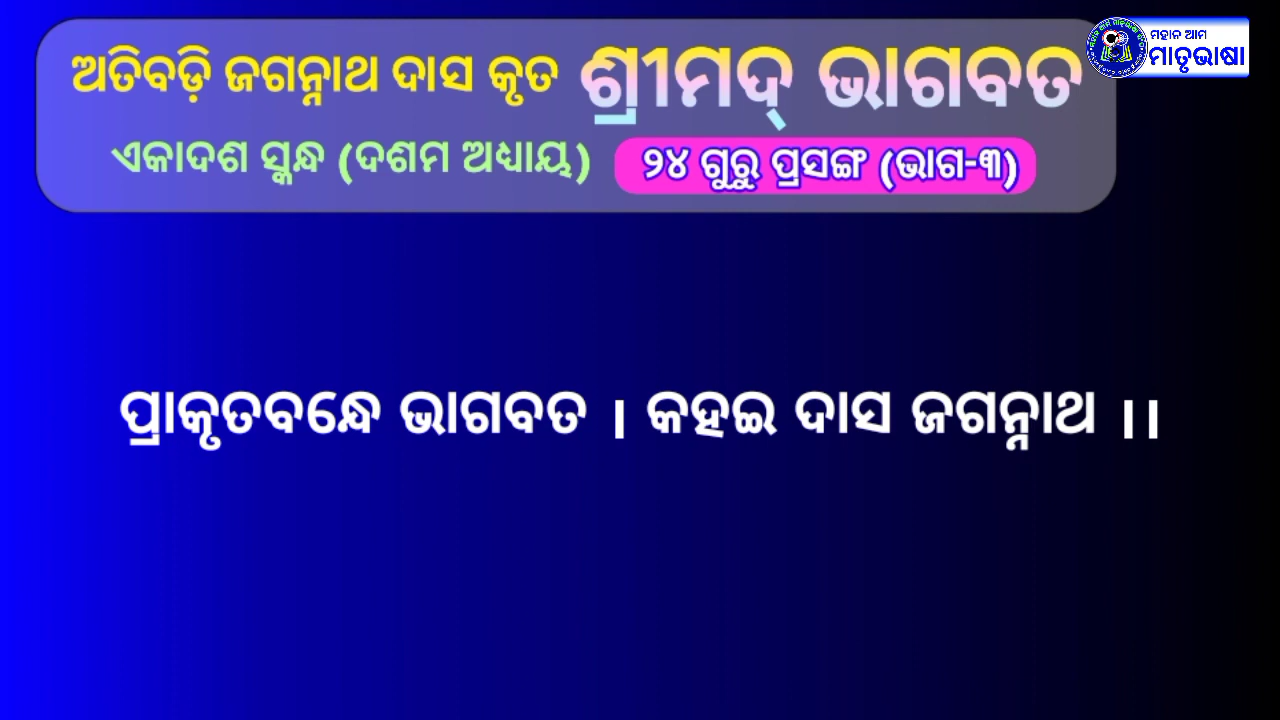 ଅତିବଡ଼ି ଜଗନ୍ନାଥ ଦାସ କୃତ ଶ୍ରୀମଦ୍ ଭାଗବତ
ମହାନ ଆମ
ମାତୃଭାଷା
ଏକାଦଶ ସ୍କନ୍ଧ (ଦଶମ ଅଧ୍ୟାୟ) ୨୪ ଗୁରୁ ପ୍ରସଙ୍ଗ (ଭାଗ-୩)
ପ୍ରାକୃତବନ୍ଧେ ଭାଗବତ । କହଇ ଦାସ ଜଗନ୍ନାଥ ।।